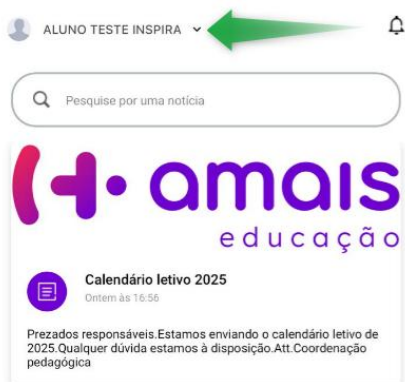 ALUNO TESTE INSPIRA
Pesquise por uma notícia
amais
educação
Calendário letivo 2025
Ontem às 16:56
Prezados responsáveis.Estamos enviando o calendário letivo de
2025.Qualquer dúvida estamos à disposição.Att.Coordenação
pedagógica